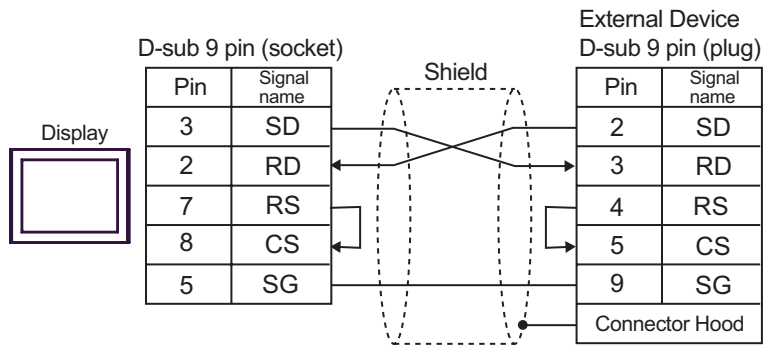 External Device
D-sub 9 pin (socket)
D-sub 9 pin (plug)
Shield
Pin Signal name
Pin Signal name
Display
3 SD
2 SD
2 RD
3 RD
7 RS
4 RS
8 CS
5 CS
5 SG
9 SG
Connector Hood